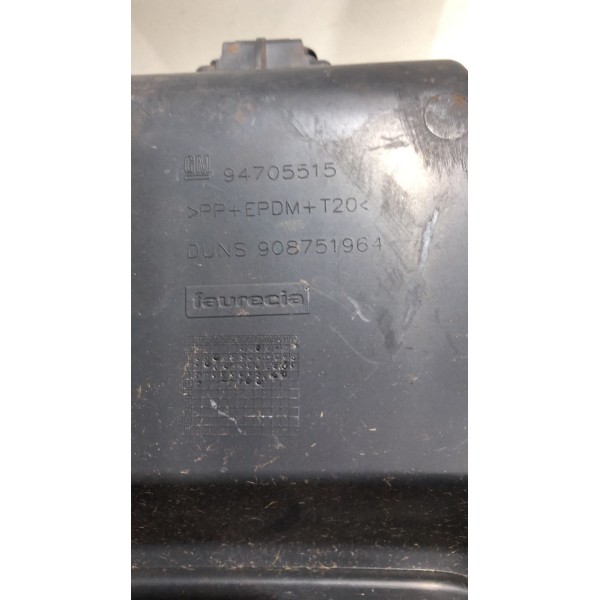 GM 94705515
>PP+EPDM+T20<
DUNS 908751964
faurecia